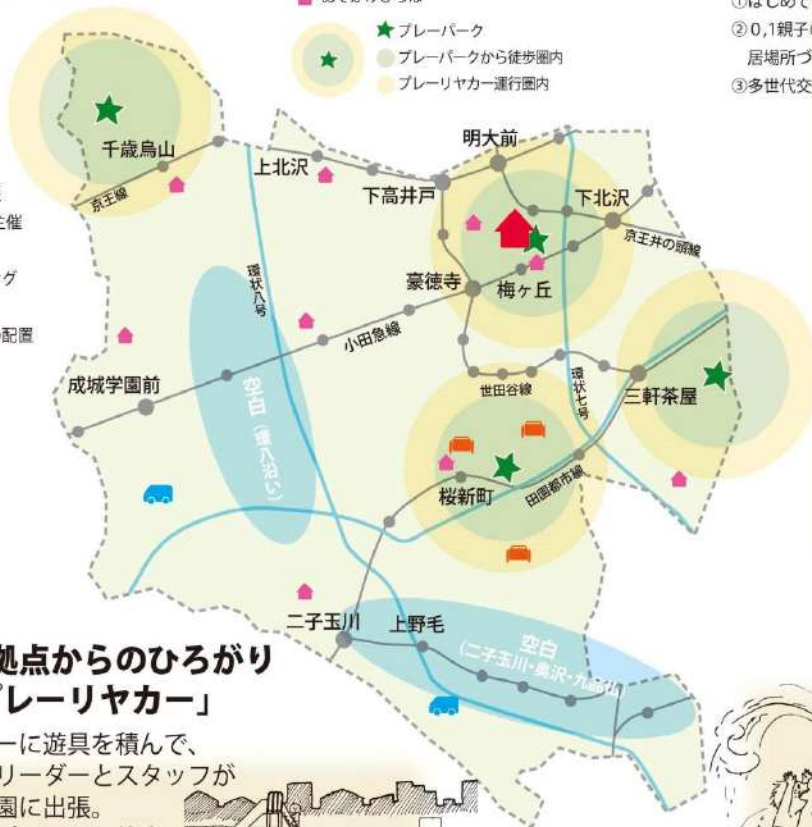 プレーパーク
プレーパークから徒歩圏内
プレーリヤカー運行圏内
②0,1親子
居場所づ
③多世代交
千歳烏山
京王線
上北沢
下高井戸
明大前
下北沢
京王井の頭線
主催
グ
配置
環状八号
豪徳寺
梅ヶ丘
小田急線
成城学園前
空白(環八沿い)
世田谷線
環状七号
三軒茶屋
桜新町
田園都市線
二子玉川
上野毛
空白
(二子玉川・奥沢・九品仏)
拠点からのひろがり
プレーリヤカー」
ーに遊具を積んで、
リーダーとスタッフが
園に出張。